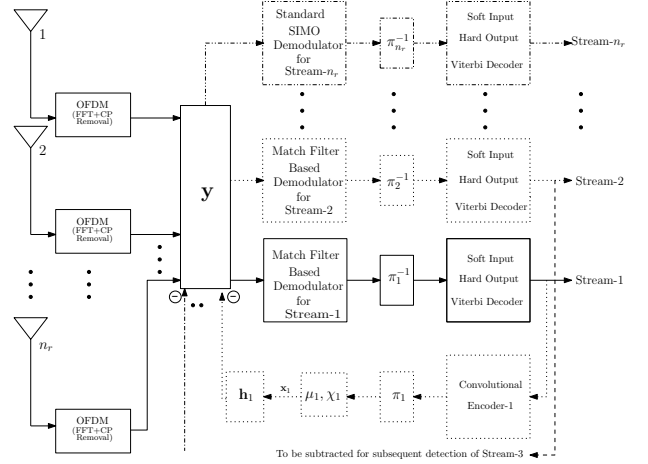 1
OFDM
(FFT+CP
Removal)
2
OFDM
(FFT+CP
Removal)
n_r
OFDM
(FFT+CP
Removal)
y
Standard
SIMO
Demodulator
for
Stream-n_r
π_{n_r}^{-1}
Soft Input
Hard Output
Viterbi Decoder
Stream-n_r
Match Filter
Based
Demodulator
for
Stream-2
π_2^{-1}
Soft Input
Hard Output
Viterbi Decoder
Stream-2
Match Filter
Based
Demodulator
for
Stream-1
π_1^{-1}
Soft Input
Hard Output
Viterbi Decoder
Stream-1
h_1
x_1
μ_1, χ_1
π_1
Convolutional
Encoder-1
To be subtracted for subsequent detection of Stream-3